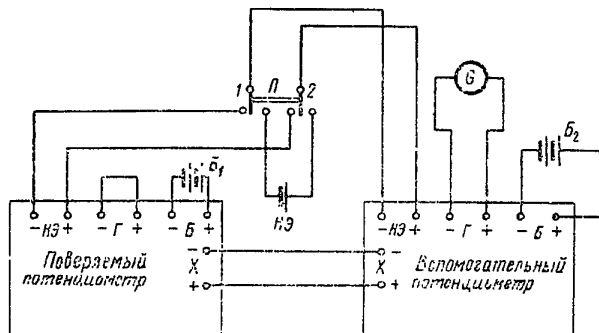 1 П 2
G
Б₂
Б₁
НЭ
− НЭ + − Г + − Б +
− НЭ + − Г + − Б +
Поверяемый потенциометр
− Х +
− Х +
Вспомогательный потенциометр